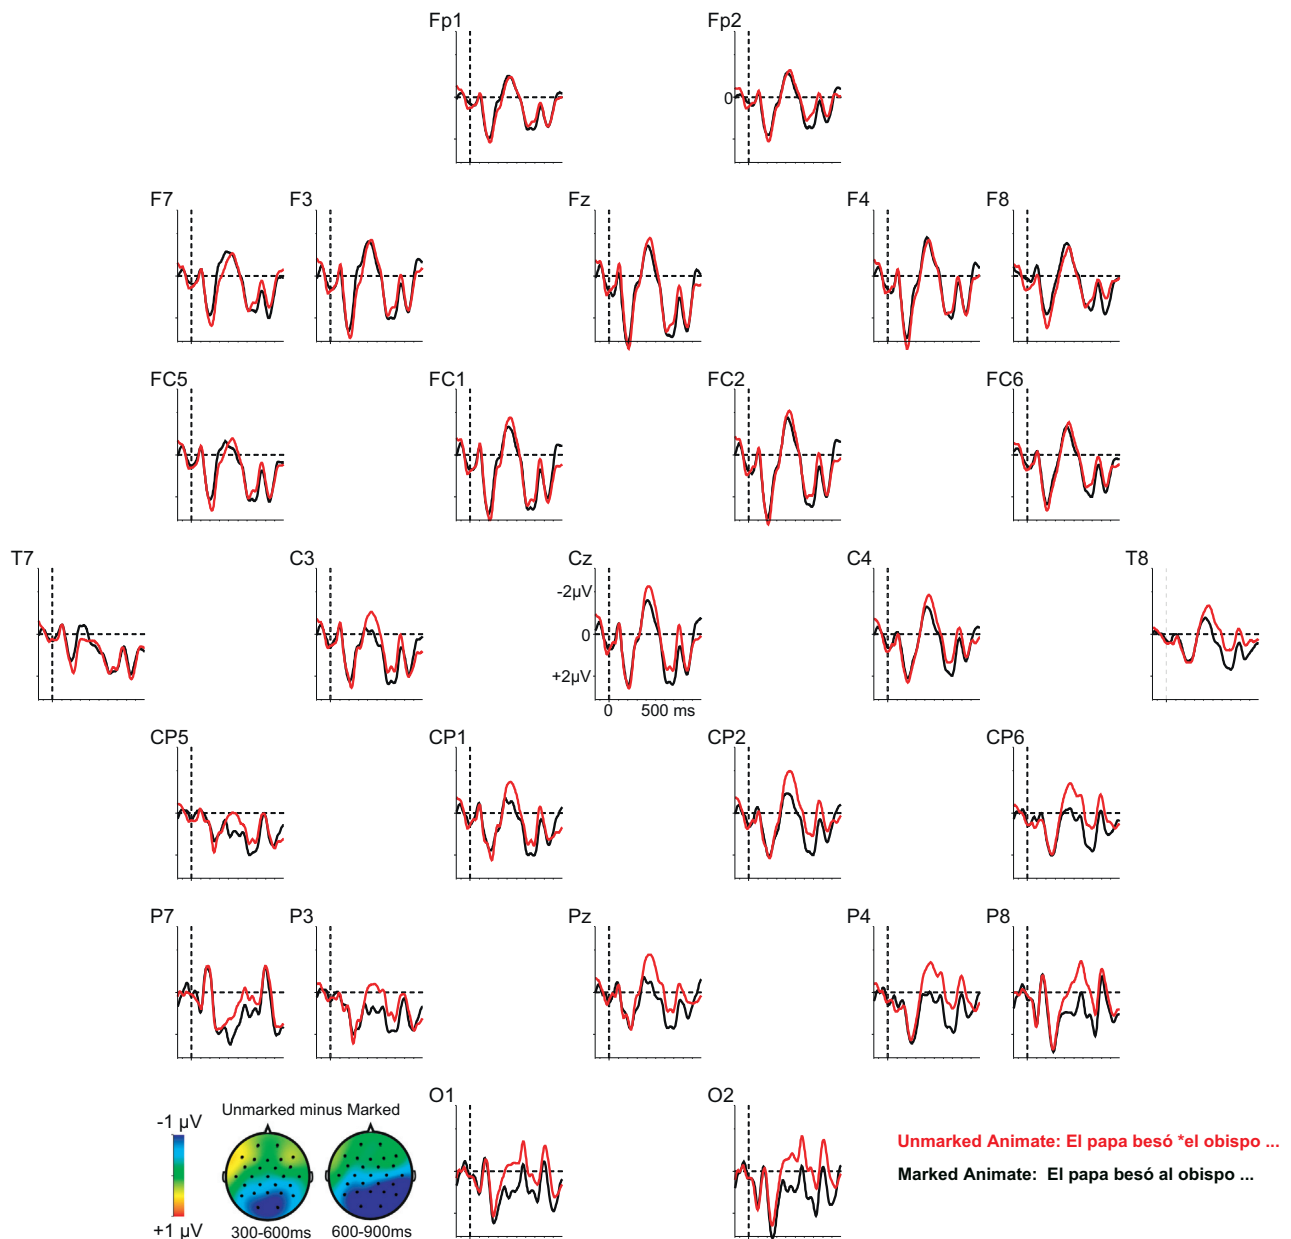 Fp1 Fp2
0
F7 F3 Fz F4 F8
FC5 FC1 FC2 FC6
T7 C3 Cz C4 T8
-2µV
0
+2µV
0 500 ms
CP5 CP1 CP2 CP6
P7 P3 Pz P4 P8
O1 O2
Unmarked minus Marked
-1 µV
+1 µV
300-600ms 600-900ms
Unmarked Animate: El papa besó *el obispo ...
Marked Animate: El papa besó al obispo ...